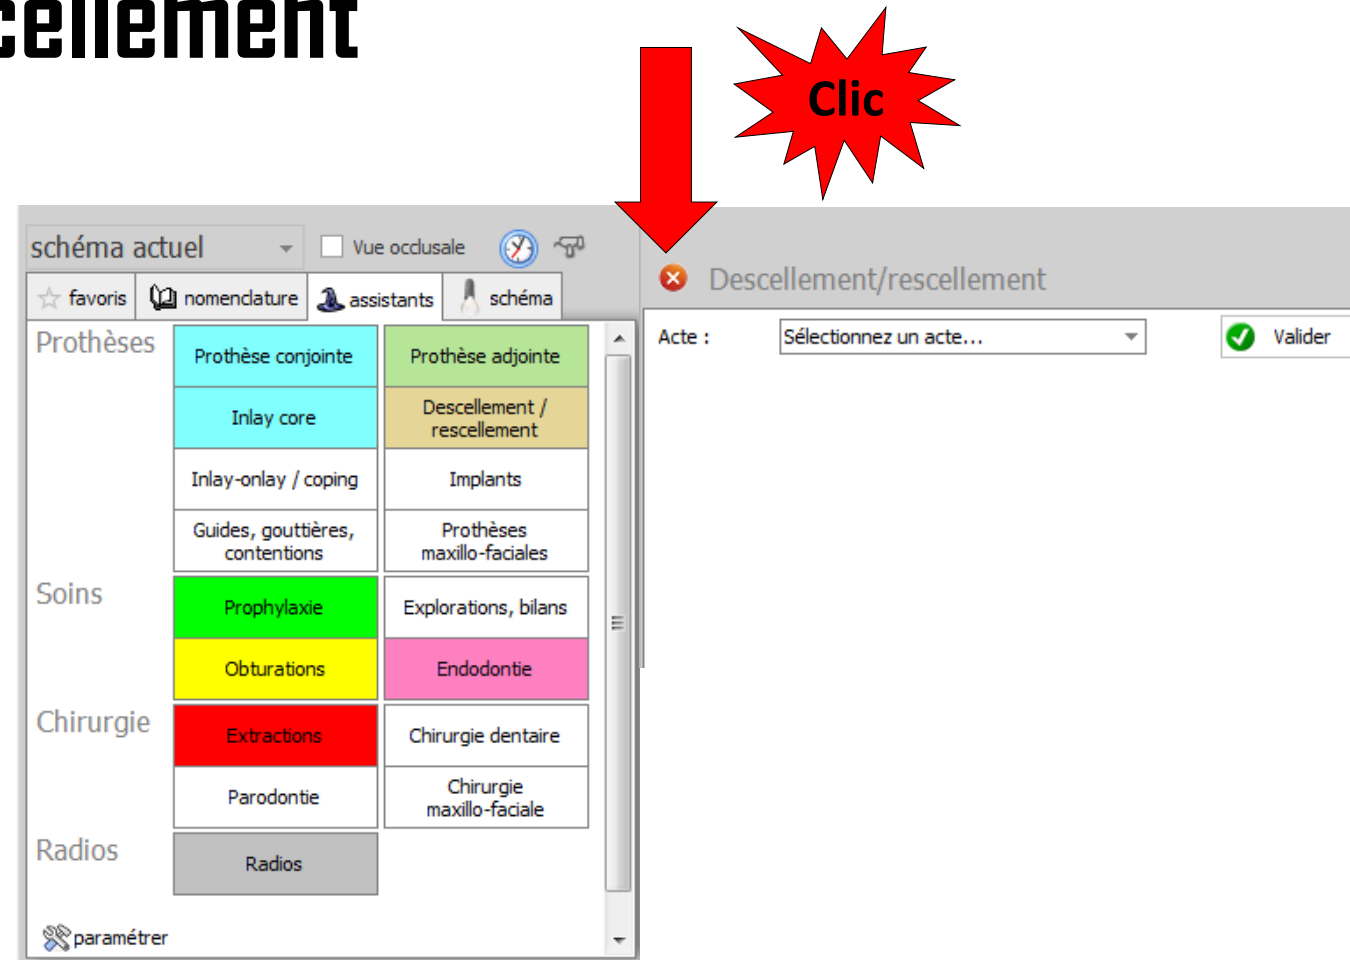 cellement
Clic
schéma actuel
Vue occlusale
favoris
nomenclature
assistants
schéma
Descellement/rescellement
Acte :
Sélectionnez un acte...
Valider
Prothèses
Prothèse conjointe
Prothèse adjointe
Inlay core
Descellement /
rescellement
Inlay-onlay / coping
Implants
Guides, gouttières,
contentions
Prothèses
maxillo-faciales
Soins
Prophylaxie
Explorations, bilans
Obturations
Endodontie
Chirurgie
Extractions
Chirurgie dentaire
Parodontie
Chirurgie
maxillo-faciale
Radios
Radios
paramétrer